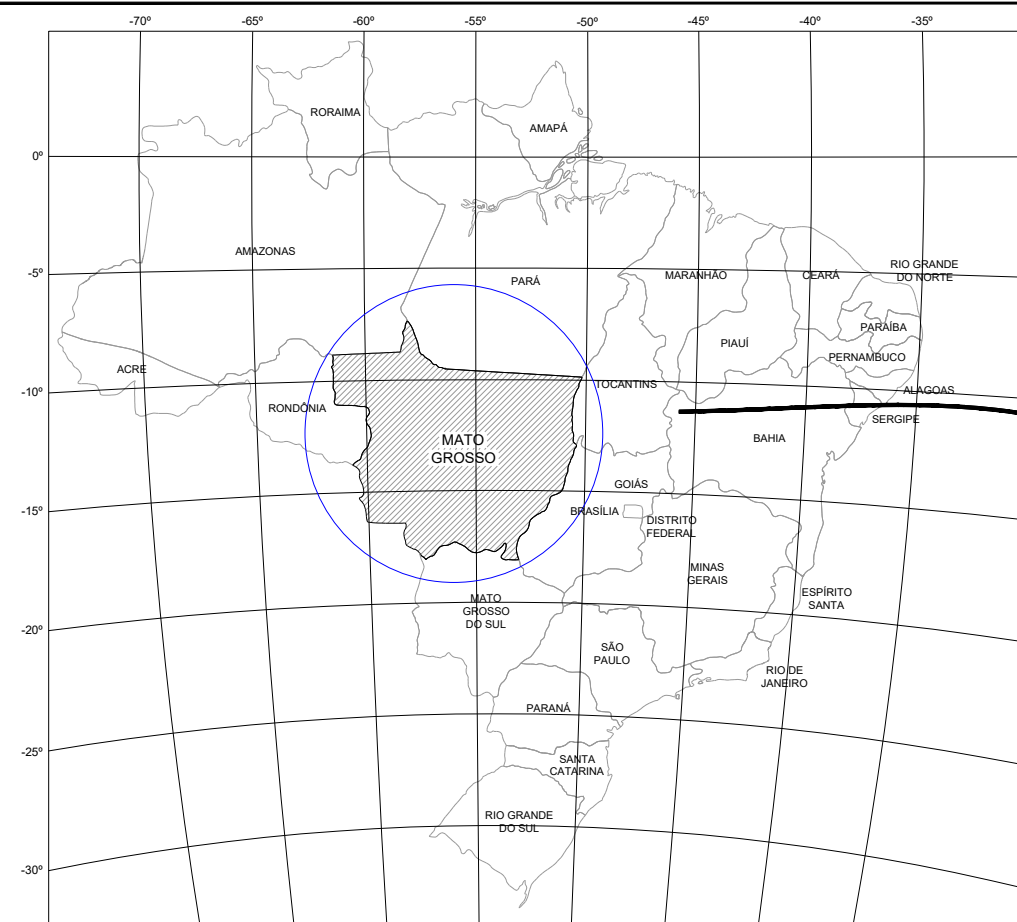 -70º
-65º
-60º
-55º
-50º
-45º
-40º
-35º
RORAIMA
AMAPÁ
0º
AMAZONAS
-5º
PARÁ
MARANHÃO
CEARÁ
RIO GRANDE
DO NORTE
PARAÍBA
PIAUÍ
PERNAMBUCO
ACRE
TOCANTINS
-10º
ALAGOAS
RONDÔNIA
SERGIPE
MATO
GROSSO
BAHIA
GOIÁS
-15º
BRASÍLIA
DISTRITO
FEDERAL
MINAS
GERAIS
MATO
GROSSO
DO SUL
ESPÍRITO
SANTA
-20º
SÃO
PAULO
RIO DE
JANEIRO
PARANÁ
-25º
SANTA
CATARINA
RIO GRANDE
DO SUL
-30º